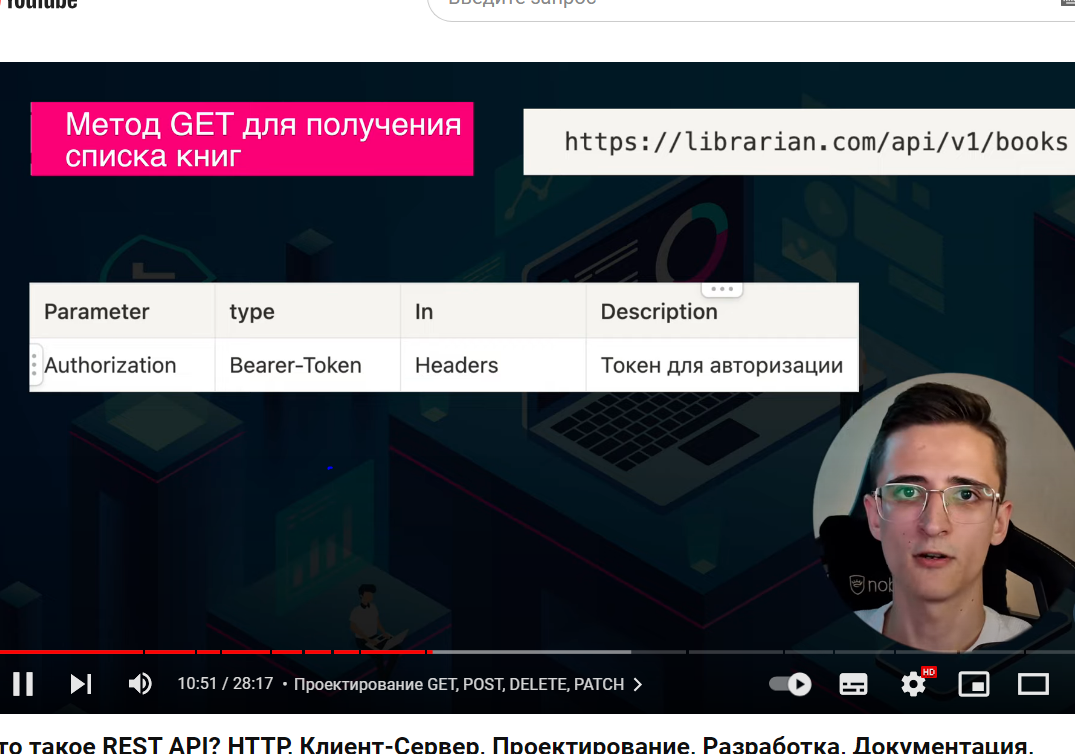 YouTube
Введите запрос
Метод GET для получения
списка книг
https://librarian.com/api/v1/books
Parameter type In Description
Authorization Bearer-Token Headers Токен для авторизации
10:51 / 28:17 • Проектирование GET, POST, DELETE, PATCH
HD
такое REST API? HTTP, Клиент-Сервер, Проектирование, Разработка, Документация,